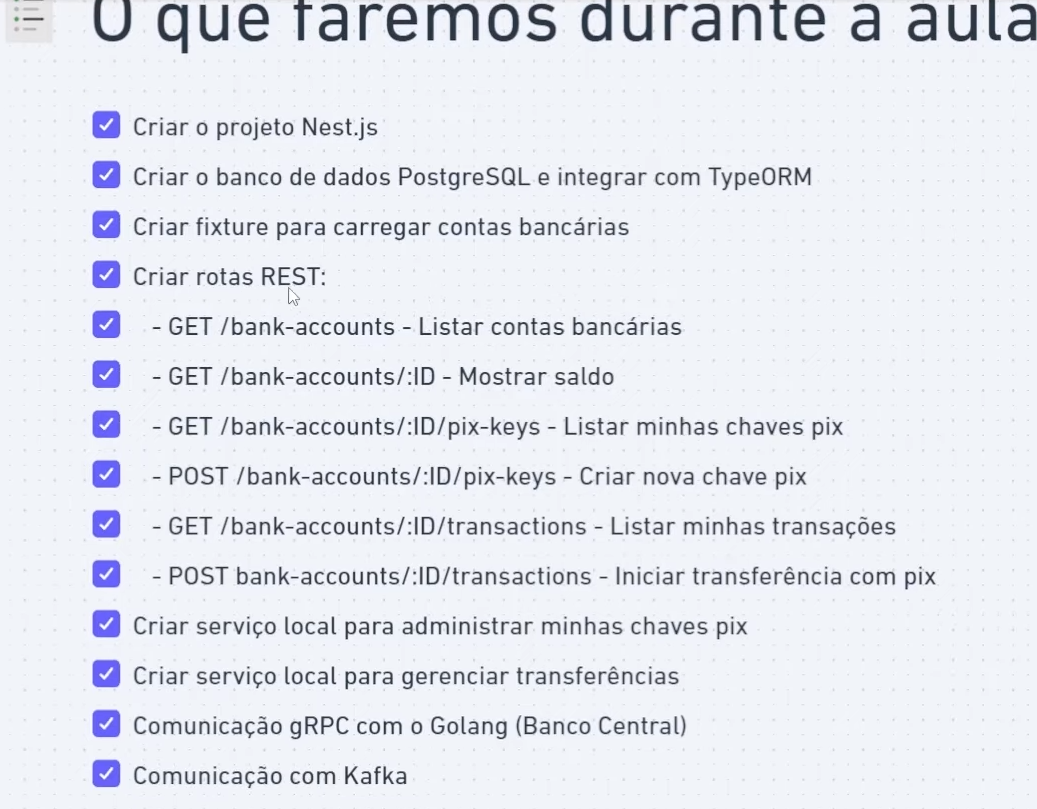 O que faremos durante a aula
Criar o projeto Nest.js
Criar o banco de dados PostgreSQL e integrar com TypeORM
Criar fixture para carregar contas bancárias
Criar rotas REST:
- GET /bank-accounts - Listar contas bancárias
- GET /bank-accounts/:ID - Mostrar saldo
- GET /bank-accounts/:ID/pix-keys - Listar minhas chaves pix
- POST /bank-accounts/:ID/pix-keys - Criar nova chave pix
- GET /bank-accounts/:ID/transactions - Listar minhas transações
- POST bank-accounts/:ID/transactions - Iniciar transferência com pix
Criar serviço local para administrar minhas chaves pix
Criar serviço local para gerenciar transferências
Comunicação gRPC com o Golang (Banco Central)
Comunicação com Kafka